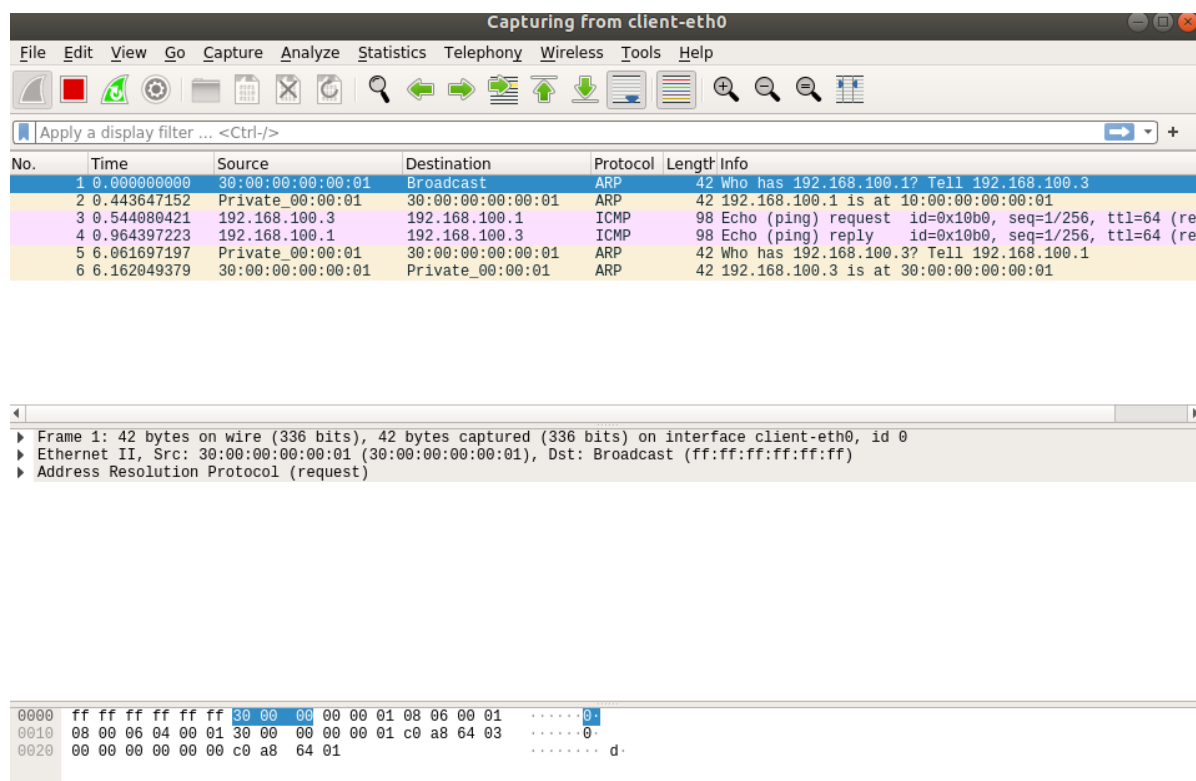 Capturing from client-eth0
File Edit View Go Capture Analyze Statistics Telephony Wireless Tools Help
Apply a display filter ... <Ctrl-/>
No. Time Source Destination Protocol Length Info
1 0.000000000 30:00:00:00:00:01 Broadcast ARP 42 Who has 192.168.100.1? Tell 192.168.100.3
2 0.443647152 Private_00:00:01 30:00:00:00:00:01 ARP 42 192.168.100.1 is at 10:00:00:00:00:01
3 0.544080421 192.168.100.3 192.168.100.1 ICMP 98 Echo (ping) request id=0x10b0, seq=1/256, ttl=64 (re
4 0.964397223 192.168.100.1 192.168.100.3 ICMP 98 Echo (ping) reply id=0x10b0, seq=1/256, ttl=64 (re
5 6.061697197 Private_00:00:01 30:00:00:00:00:01 ARP 42 Who has 192.168.100.3? Tell 192.168.100.1
6 6.162049379 30:00:00:00:00:01 Private_00:00:01 ARP 42 192.168.100.3 is at 30:00:00:00:00:01
Frame 1: 42 bytes on wire (336 bits), 42 bytes captured (336 bits) on interface client-eth0, id 0
Ethernet II, Src: 30:00:00:00:00:01 (30:00:00:00:00:01), Dst: Broadcast (ff:ff:ff:ff:ff:ff)
Address Resolution Protocol (request)
0000 ff ff ff ff ff ff 30 00 00 00 00 01 08 06 00 01 ······0·
0010 08 00 06 04 00 01 30 00 00 00 00 01 c0 a8 64 03 ······0·
0020 00 00 00 00 00 00 c0 a8 64 01 ········ d·